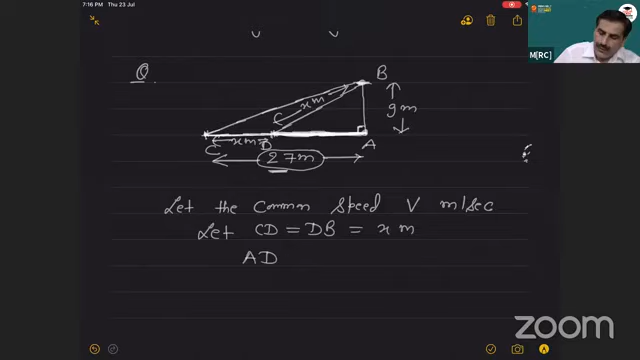 7:16 PM Thu 23 Jul
M[RC]
Q.
B
x m
9 m
x m
C
D
A
27 m
Let the Common Speed V m/sec
Let CD = DB = x m
AD
zoom